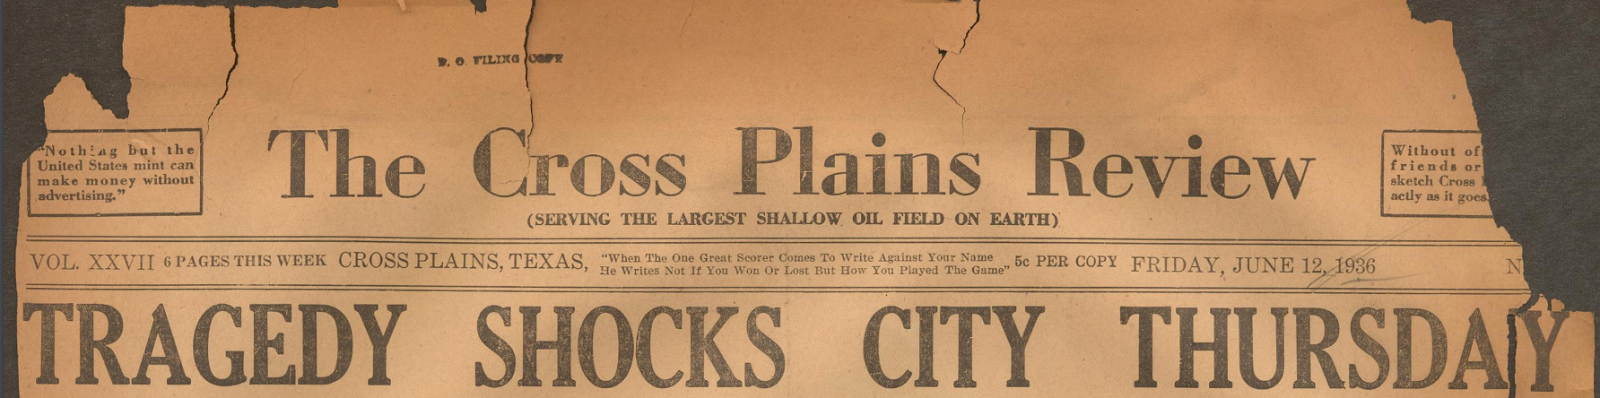 P. O. FILING COPY
"Nothing but the
United States mint can
make money without
advertising."
The Cross Plains Review
(SERVING THE LARGEST SHALLOW OIL FIELD ON EARTH)
Without of
friends or
sketch Cross
actly as it goes
VOL. XXVII 6 PAGES THIS WEEK CROSS PLAINS, TEXAS, "When The One Great Scorer Comes To Write Against Your Name
He Writes Not If You Won Or Lost But How You Played The Game" 5c PER COPY FRIDAY, JUNE 12, 1936 N
TRAGEDY SHOCKS CITY THURSDAY